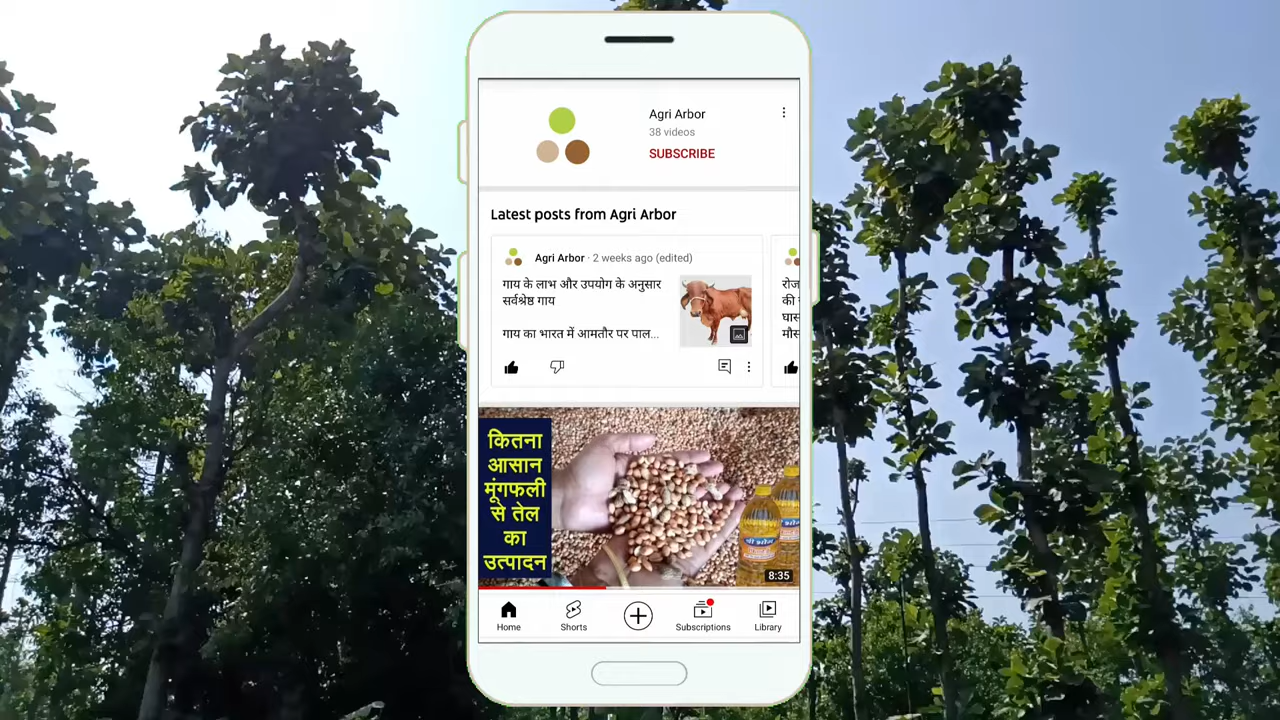 Agri Arbor
38 videos
SUBSCRIBE
Latest posts from Agri Arbor
Agri Arbor · 2 weeks ago (edited)
गाय के लाभ और उपयोग के अनुसार
सर्वश्रेष्ठ गाय
गाय का भारत में आमतौर पर पाल...
रोज
की
घास
मौस
कितना
आसान
मूंगफली
से तेल
का
उत्पादन
8:35
Home
Shorts
Subscriptions
Library